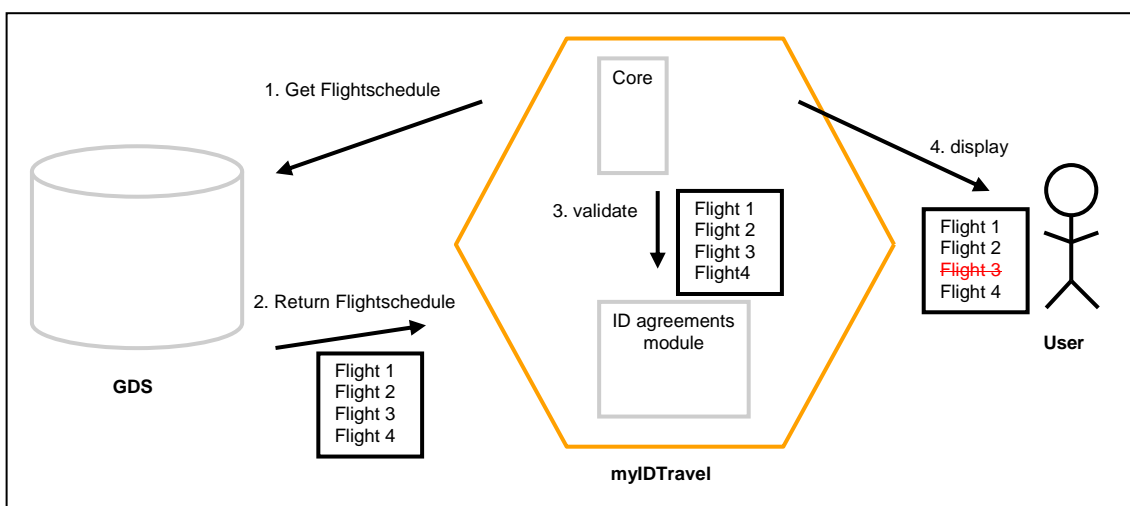 1. Get Flightschedule
Core
4. display
3. validate
Flight 1
Flight 2
Flight 3
Flight4
Flight 1
Flight 2
Flight 3
Flight 4
2. Return Flightschedule
ID agreements
module
User
GDS
Flight 1
Flight 2
Flight 3
Flight 4
myIDTravel